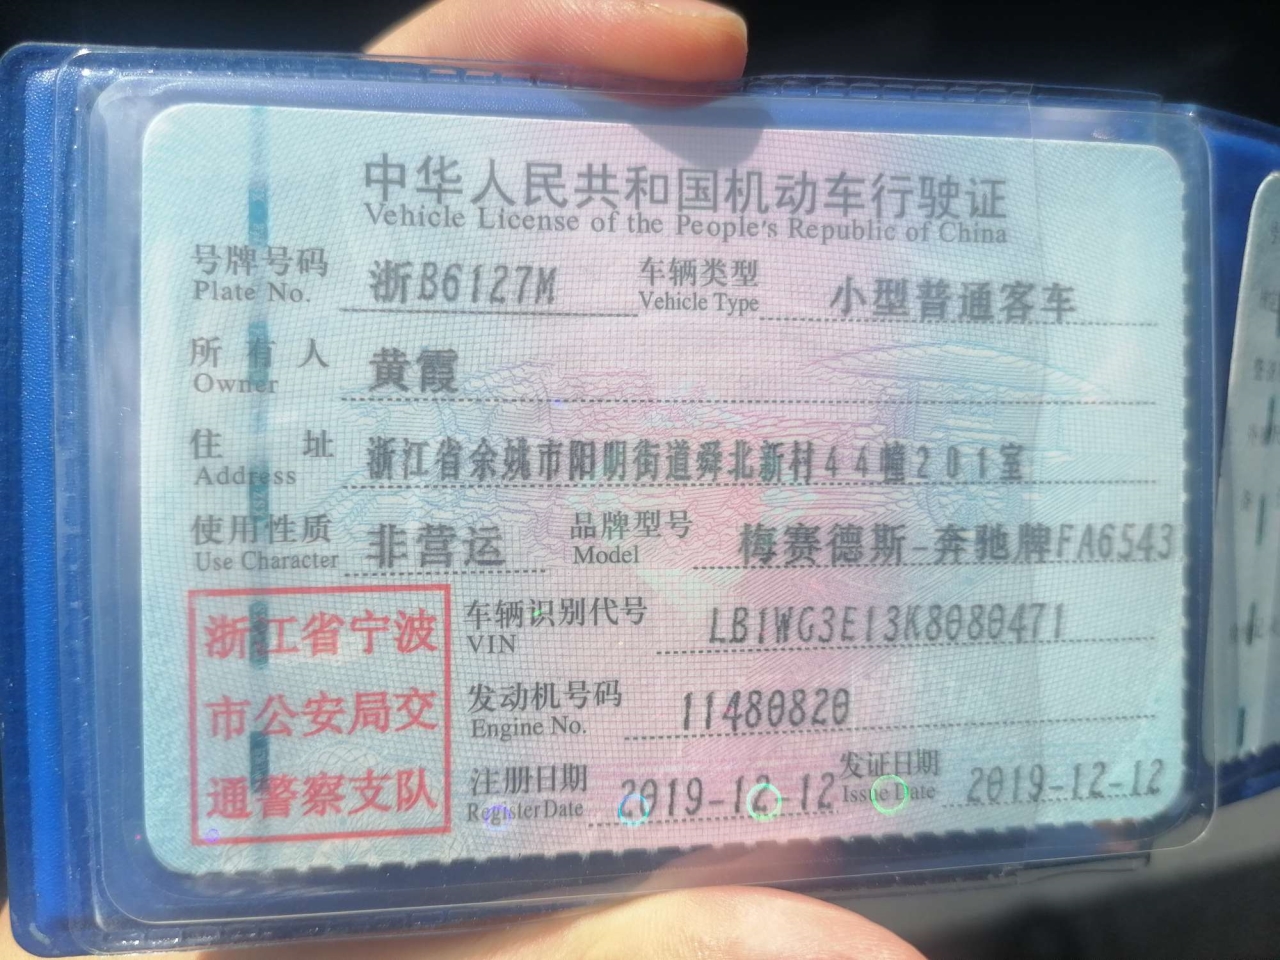 中华人民共和国机动车行驶证
Vehicle License of the People's Republic of China
号牌号码 浙B6127M 车辆类型 小型普通客车
Plate No. Vehicle Type
所有人 黄霞
Owner
住址 浙江省余姚市阳明街道舜北新村44幢201室
Address
使用性质 非营运 品牌型号 梅赛德斯-奔驰牌FA6543
Use Character Model
浙江省宁波
市公安局交
通警察支队
车辆识别代号 LB1WG3E13K8080471
VIN
发动机号码 11480820
Engine No.
注册日期 2019-12-12 发证日期 2019-12-12
Register Date Issue Date